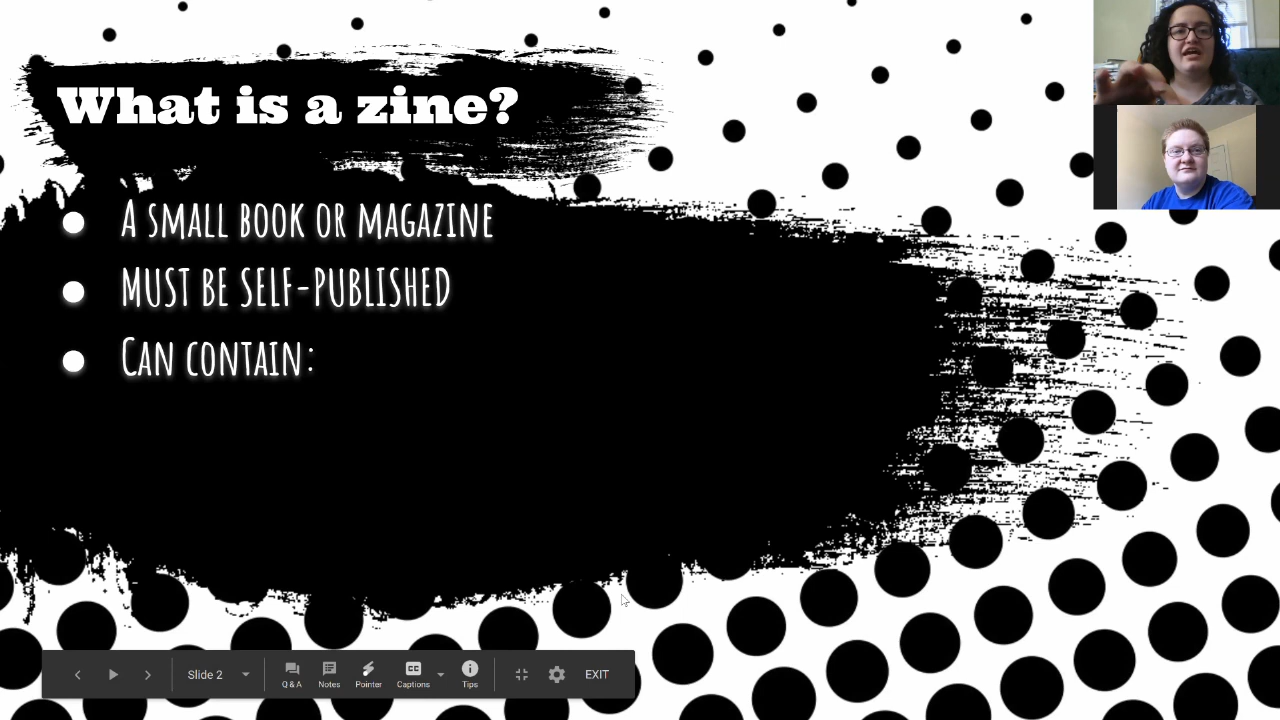 What is a zine?
● A small book or magazine
● MUST BE SELF-PUBLISHED
● Can contain:
Slide 2
Q & A
Notes
Pointer
CC
Captions
Tips
EXIT